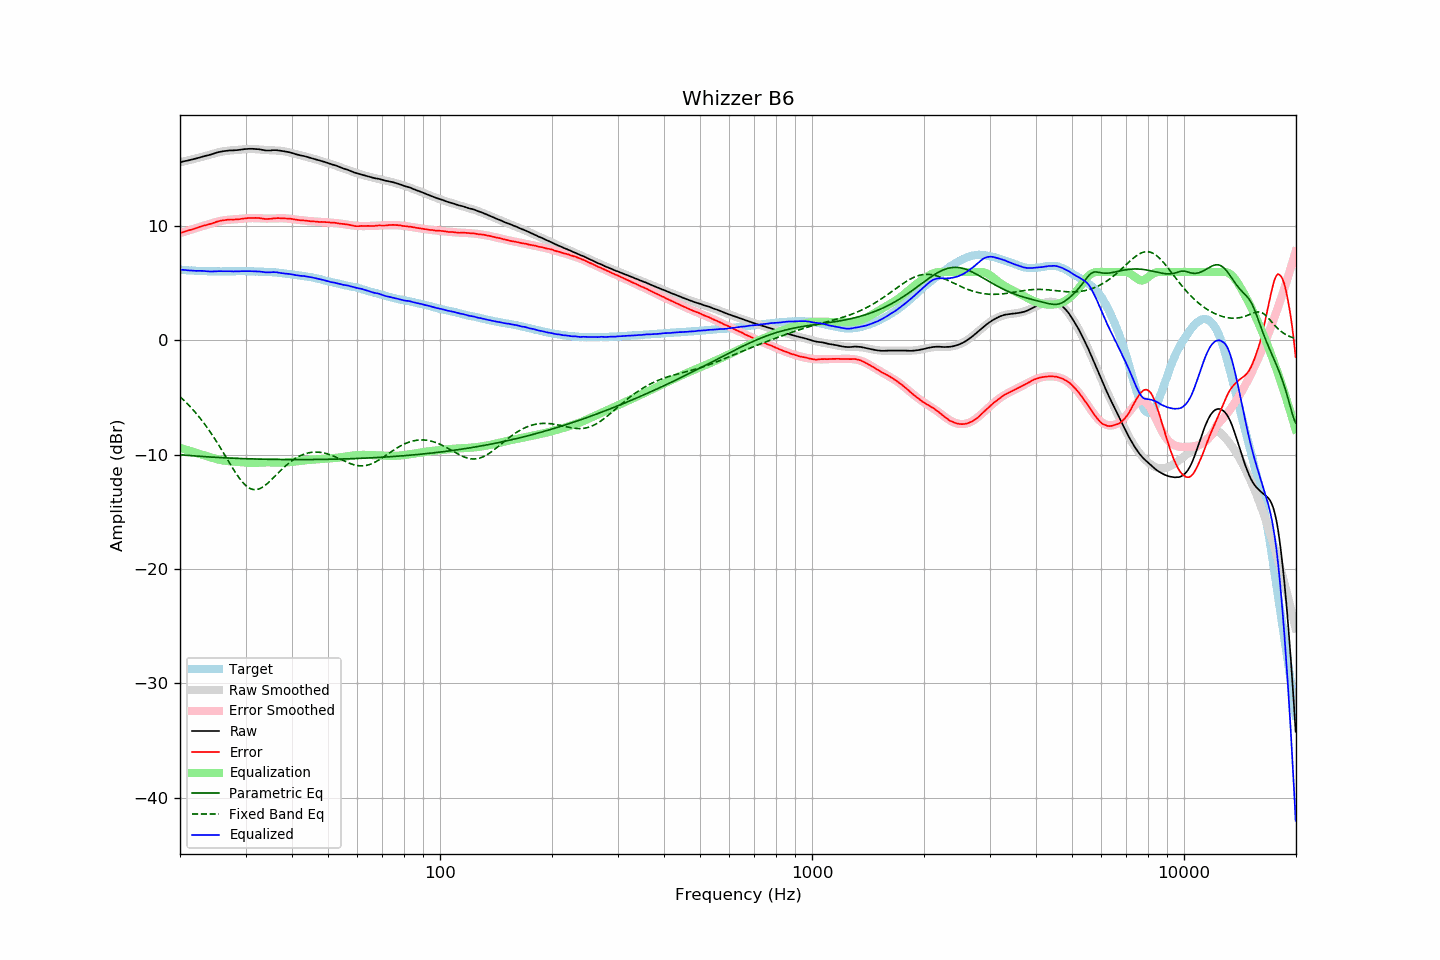 Whizzer B6
Amplitude (dBr)
10
0
−10
−20
−30
−40
Target
Raw Smoothed
Error Smoothed
Raw
Error
Equalization
Parametric Eq
Fixed Band Eq
Equalized
100
1000
10000
Frequency (Hz)